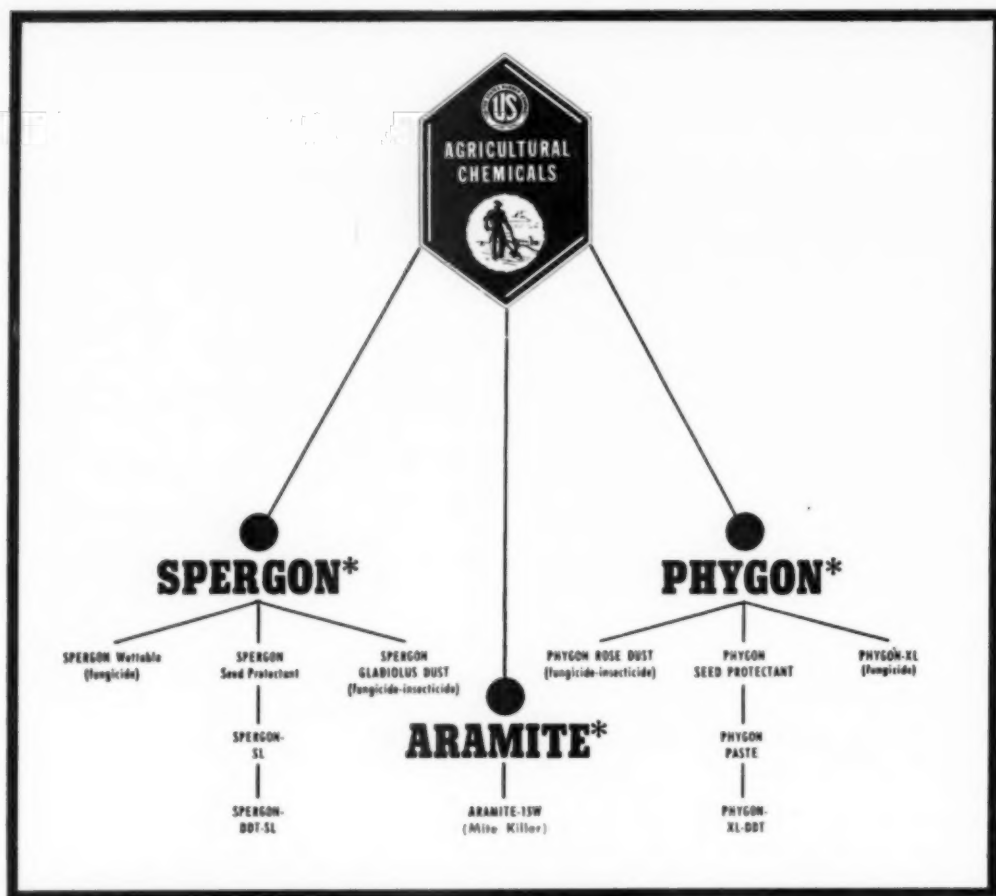 US
AGRICULTURAL
CHEMICALS
SPERGON*
PHYGON*
SPERGON Wettable
(fungicide)
SPERGON
Seed Protectant
SPERGON
GLADIOLUS DUST
(fungicide-insecticide)
PHYGON ROSE DUST
(fungicide-insecticide)
PHYGON
SEED PROTECTANT
PHYGON-XL
(fungicide)
SPERGON-
SL
ARAMITE*
PHYGON
PASTE
SPERGON-
DDT-SL
ARAMITE-15W
(Mite Killer)
PHYGON-
XL-DDT